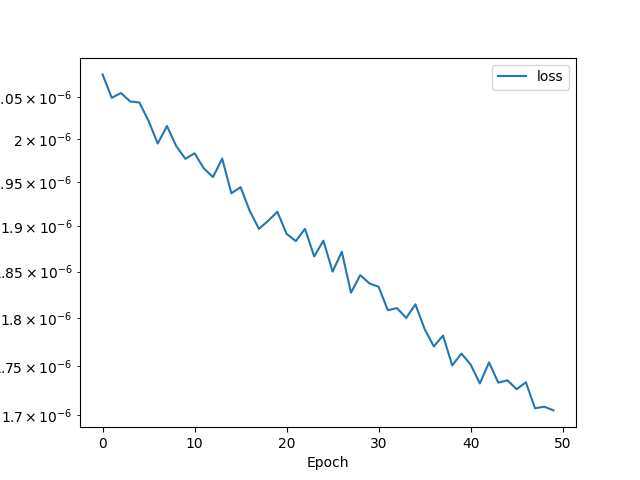 loss
.05 × 10⁻⁶
2 × 10⁻⁶
.95 × 10⁻⁶
1.9 × 10⁻⁶
.85 × 10⁻⁶
1.8 × 10⁻⁶
.75 × 10⁻⁶
1.7 × 10⁻⁶
0 10 20 30 40 50
Epoch